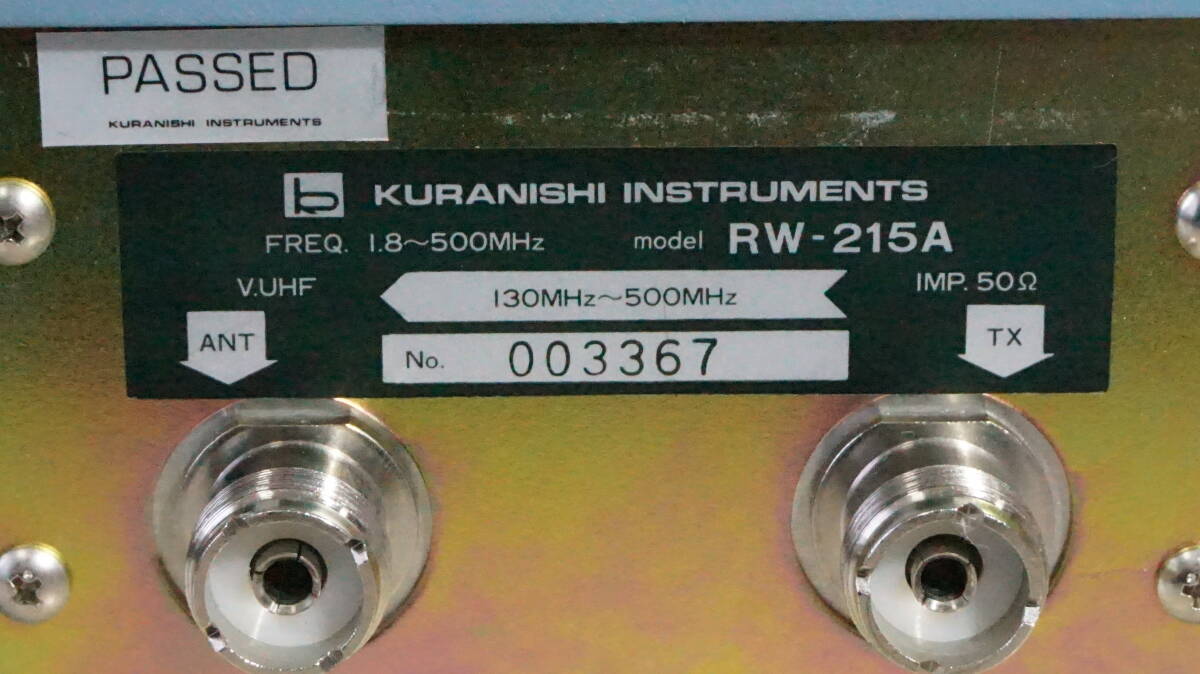 PASSED
KURANISHI INSTRUMENTS
KURANISHI INSTRUMENTS
FREQ. 1.8~500MHz model RW-215A
V.UHF 130MHz~500MHz IMP. 50Ω
ANT No. 003367 TX